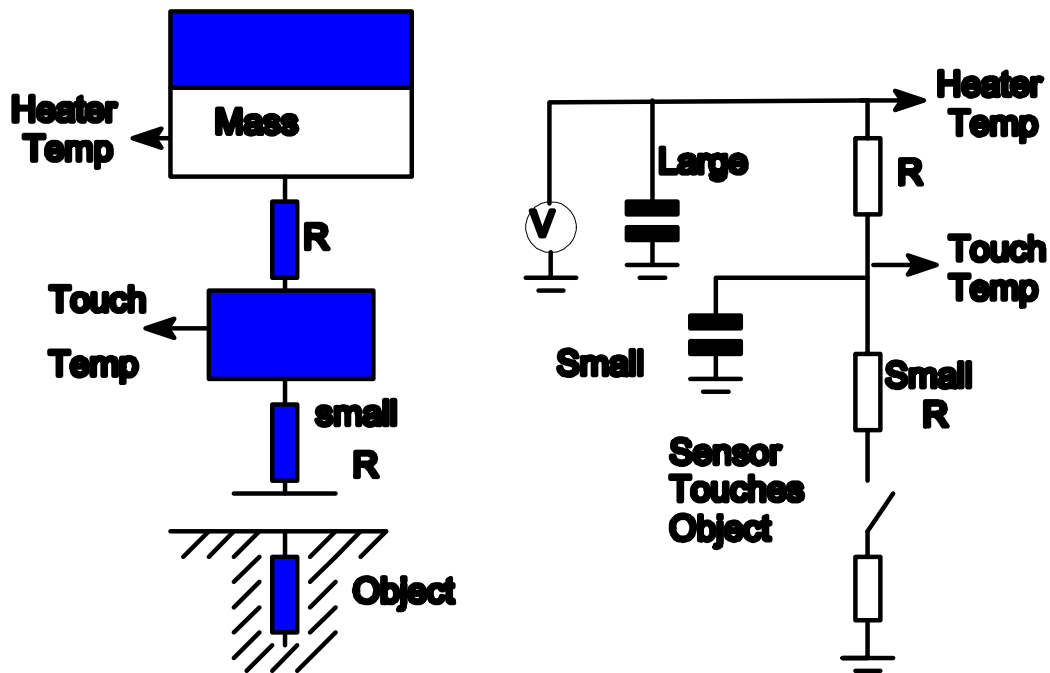 Heater
Temp
Mass
R
Touch
Temp
small
R
Object
Heater
Temp
Large
R
V
Touch
Temp
Small
Small
R
Sensor
Touches
Object